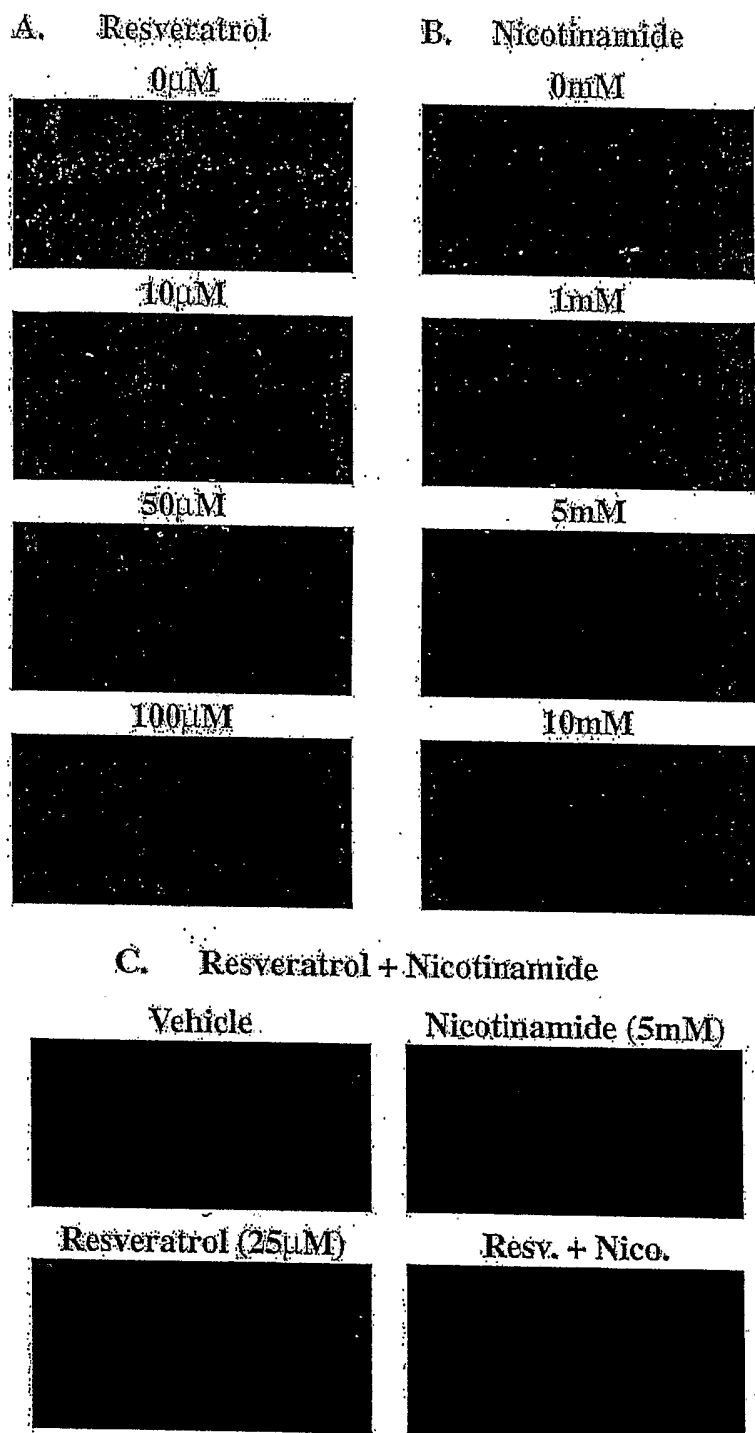 A. Resveratrol
0µM
10µM
50µM
100µM
B. Nicotinamide
0mM
1mM
5mM
10mM
C. Resveratrol + Nicotinamide
Vehicle
Nicotinamide (5mM)
Resveratrol (25µM)
Resv. + Nico.